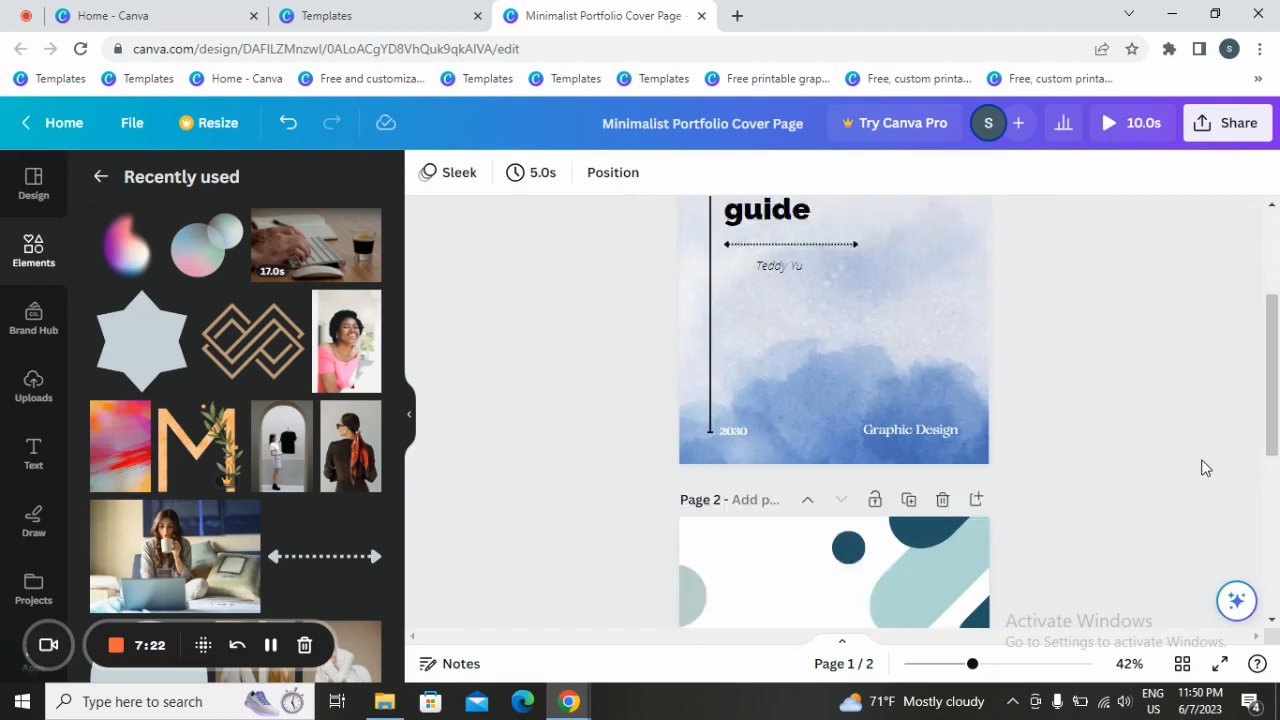 Home - Canva
Templates
Minimalist Portfolio Cover Page -
canva.com/design/DAFlLZMnzwI/0ALoACgYD8VhQuk9qkAIVA/edit
Templates
Templates
Home - Canva
Free and customiza...
Templates
Templates
Templates
Free printable grap...
Free, custom printa...
Free, custom printa...
»
Home
File
Resize
Minimalist Portfolio Cover Page
Try Canva Pro
S
10.0s
Share
Design
Elements
Brand Hub
Uploads
Text
Draw
Projects
Recently used
17.0s
M
Sleek
5.0s
Position
guide
Teddy Yu
2030
Graphic Design
Page 2 - Add p...
Activate Windows
Go to Settings to activate Windows.
7:22
Notes
Page 1 / 2
42%
Type here to search
71°F Mostly cloudy
ENG
US
11:50 PM
6/7/2023
4